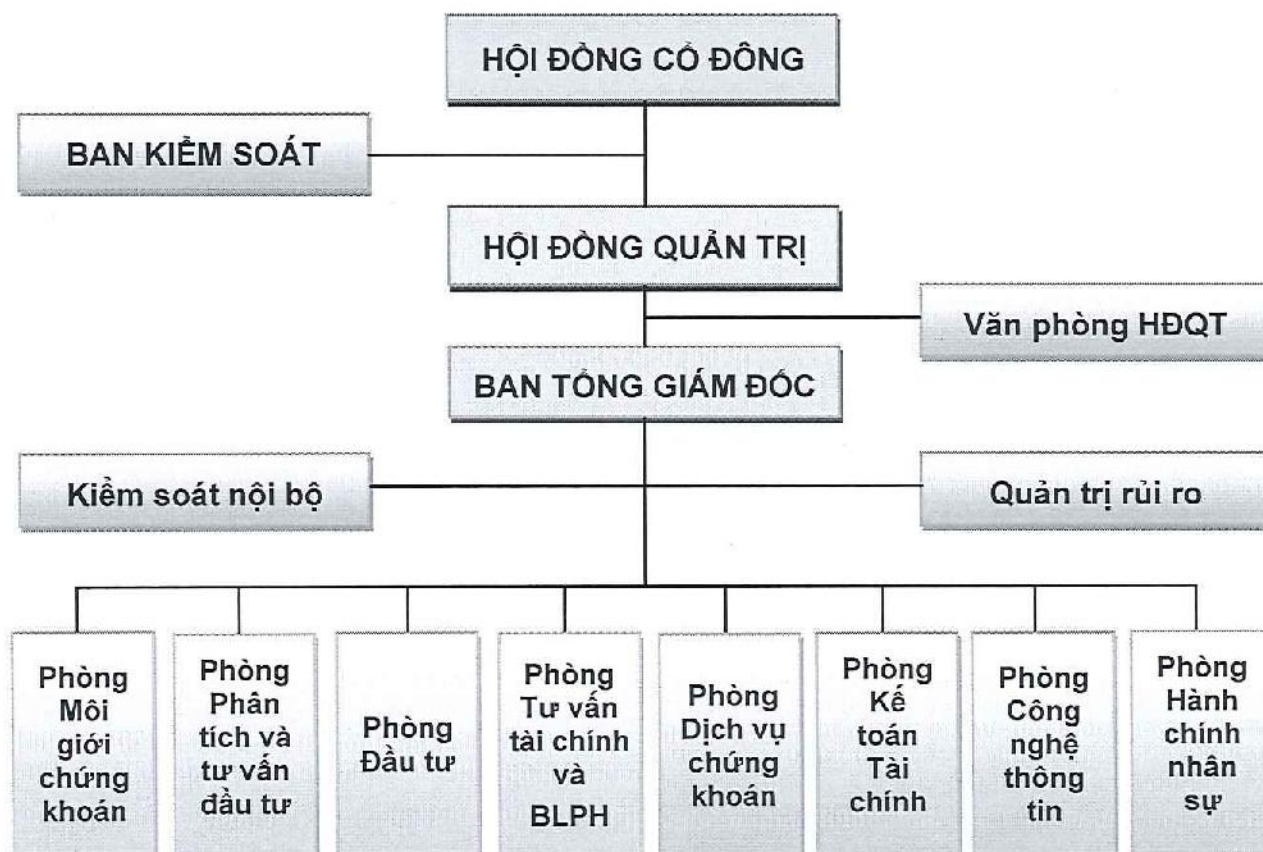 HỘI ĐỒNG CỔ ĐÔNG
BAN KIỂM SOÁT
HỘI ĐỒNG QUẢN TRỊ
Văn phòng HĐQT
BAN TỔNG GIÁM ĐỐC
Kiểm soát nội bộ
Quản trị rủi ro
Phòng
Môi
giới
chứng
khoán
Phòng
Phân
tích và
tư vấn
đầu tư
Phòng
Đầu tư
Phòng
Tư vấn
tài chính
và
BLPH
Phòng
Dịch vụ
chứng
khoán
Phòng
Kế
toán
Tài
chính
Phòng
Công
nghệ
thông
tin
Phòng
Hành
chính
nhân
sự